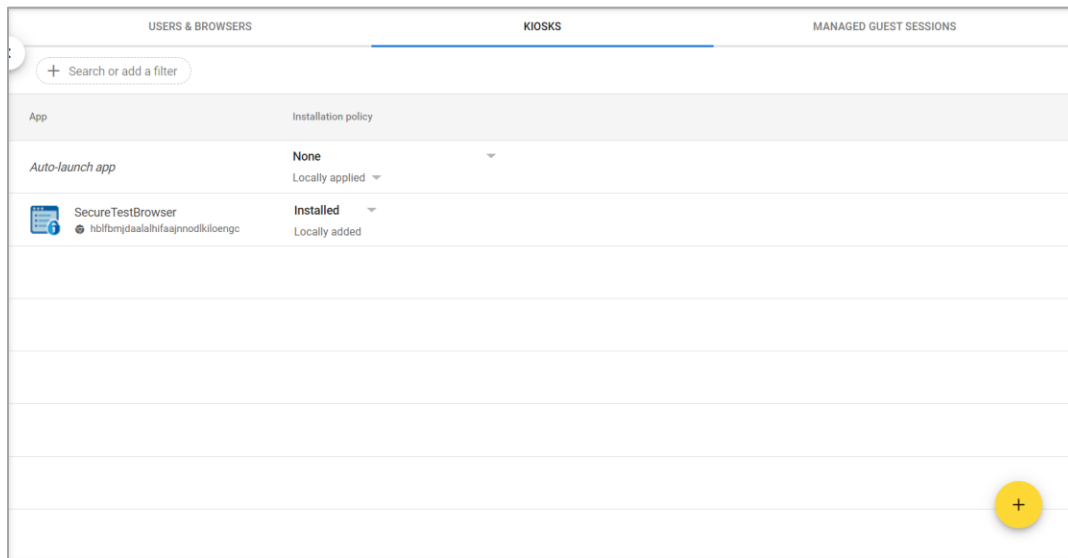 USERS & BROWSERS
KIOSKS
MANAGED GUEST SESSIONS
Search or add a filter
App
Installation policy
Auto-launch app
None
Locally applied
SecureTestBrowser
hblfbmjdaalalhifaajnnodlkiloengc
Installed
Locally added